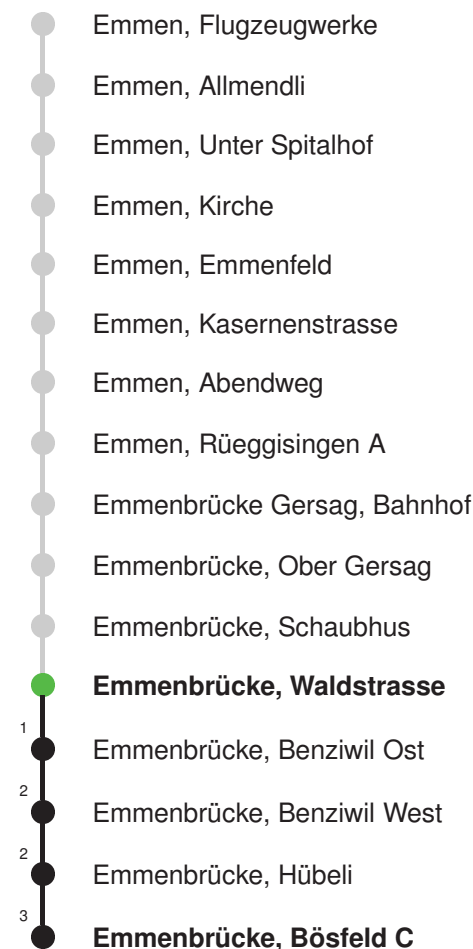 Emmen, Flugzeugwerke
Emmen, Allmendli
Emmen, Unter Spitalhof
Emmen, Kirche
Emmen, Emmenfeld
Emmen, Kasernenstrasse
Emmen, Abendweg
Emmen, Rüeggisingen A
Emmenbrücke Gersag, Bahnhof
Emmenbrücke, Ober Gersag
Emmenbrücke, Schaubhus
Emmenbrücke, Waldstrasse
1 Emmenbrücke, Benziwil Ost
2 Emmenbrücke, Benziwil West
2 Emmenbrücke, Hübeli
3 Emmenbrücke, Bösfeld C